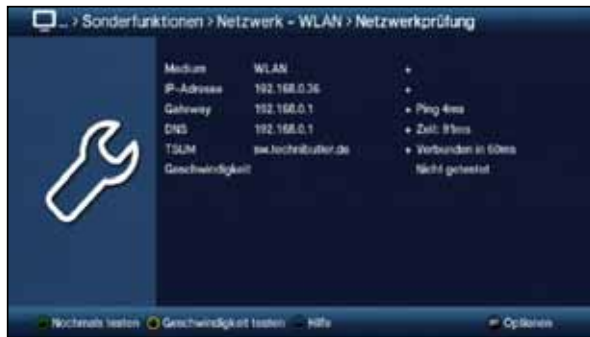 ... > Sonderfunktionen > Netzwerk - WLAN > Netzwerkprüfung
Medium WLAN +
IP-Adresse 192.168.0.36 +
Gateway 192.168.0.1 + Ping 4ms
DNS 192.168.0.1 + Zeit: 91ms
TSUM sw.technibutler.de + Verbunden in 60ms
Geschwindigkeit Nicht getestet
Nochmals testen Geschwindigkeit testen Hilfe Optionen